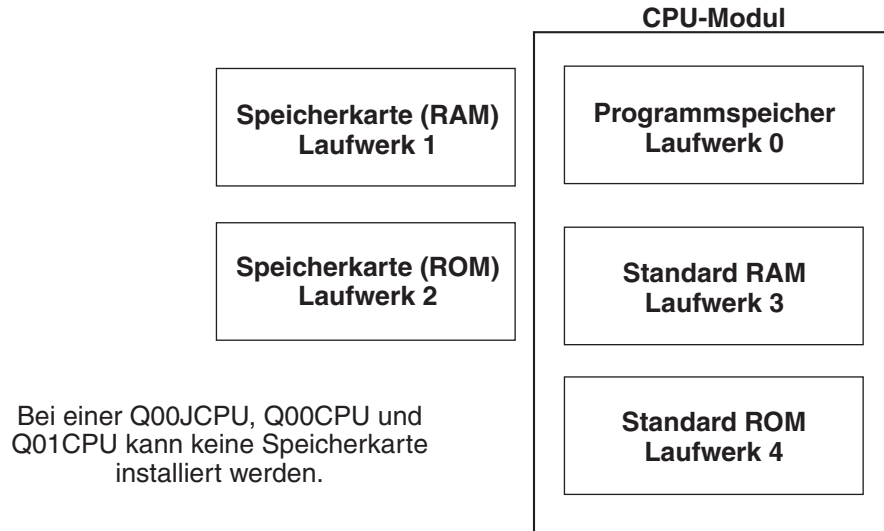 CPU-Modul
Speicherkarte (RAM)
Laufwerk 1
Programmspeicher
Laufwerk 0
Speicherkarte (ROM)
Laufwerk 2
Standard RAM
Laufwerk 3
Bei einer Q00JCPU, Q00CPU und
Q01CPU kann keine Speicherkarte
installiert werden.
Standard ROM
Laufwerk 4